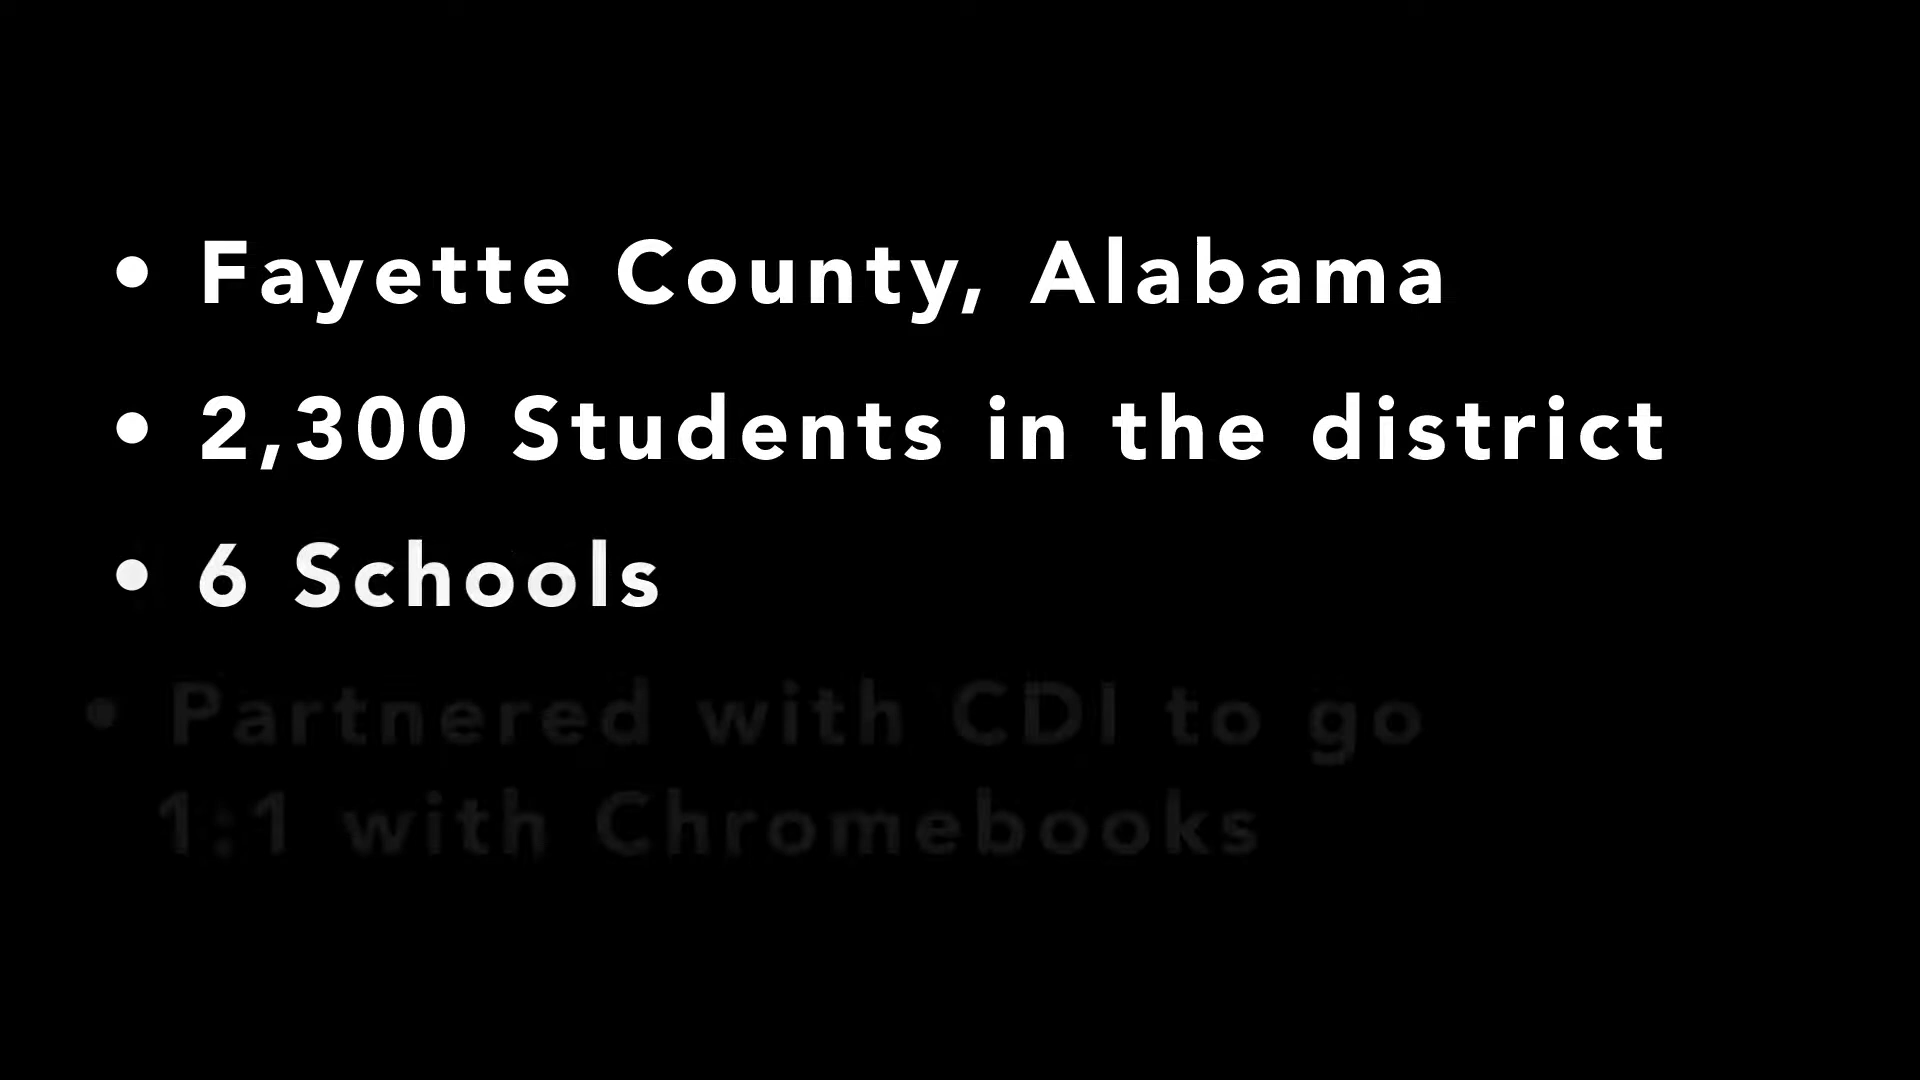 • Fayette County, Alabama
• 2,300 Students in the district
• 6 Schools
• Partnered with CDI to go
1:1 with Chromebooks